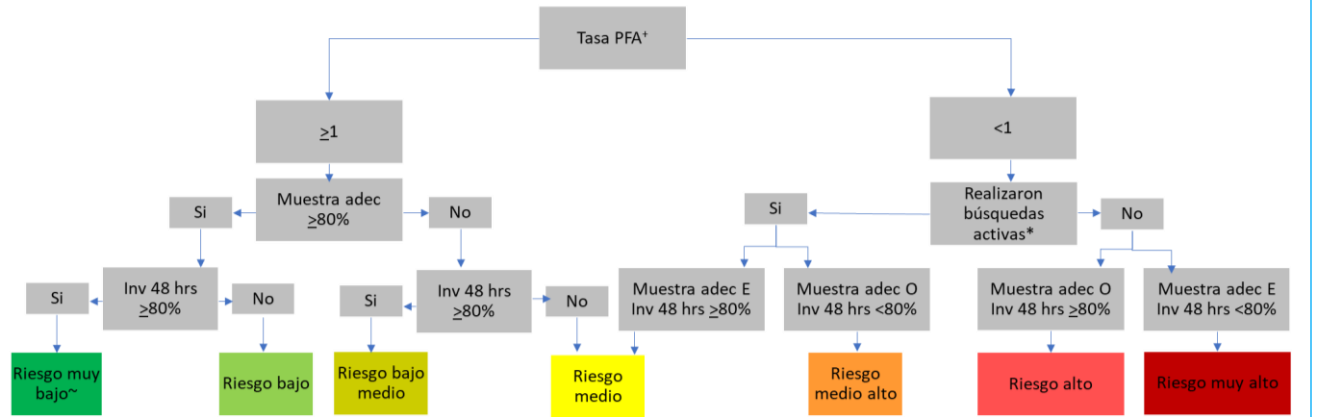 Tasa PFA⁺
≥1
<1
Muestra adec
≥80%
Si
No
Realizaron
búsquedas
activas*
Si
No
Inv 48 hrs
≥80%
Si
No
Inv 48 hrs
≥80%
Si
No
Muestra adec E
Inv 48 hrs ≥80%
Muestra adec O
Inv 48 hrs <80%
Muestra adec O
Inv 48 hrs ≥80%
Muestra adec E
Inv 48 hrs <80%
Riesgo muy
bajo~
Riesgo bajo
Riesgo bajo
medio
Riesgo
medio
Riesgo
medio alto
Riesgo alto
Riesgo muy alto